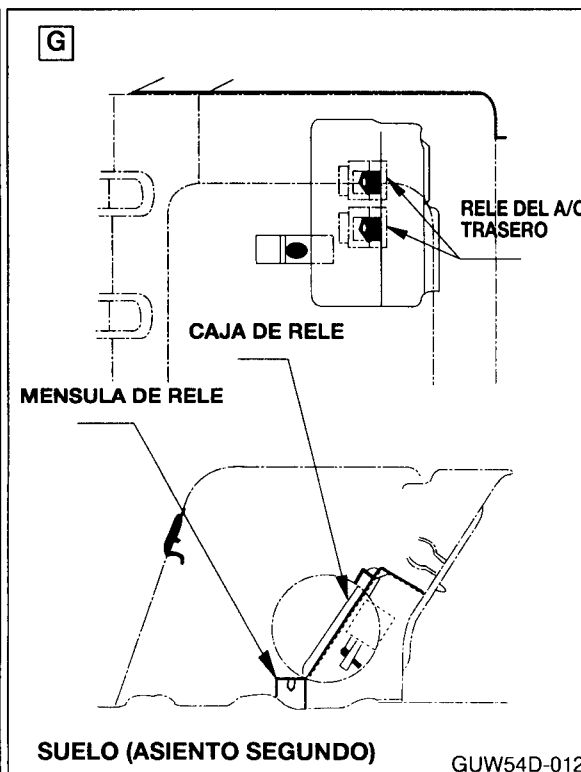 G
RELE DEL A/C
TRASERO
CAJA DE RELE
MENSULA DE RELE
SUELO (ASIENTO SEGUNDO)
GUW54D-012